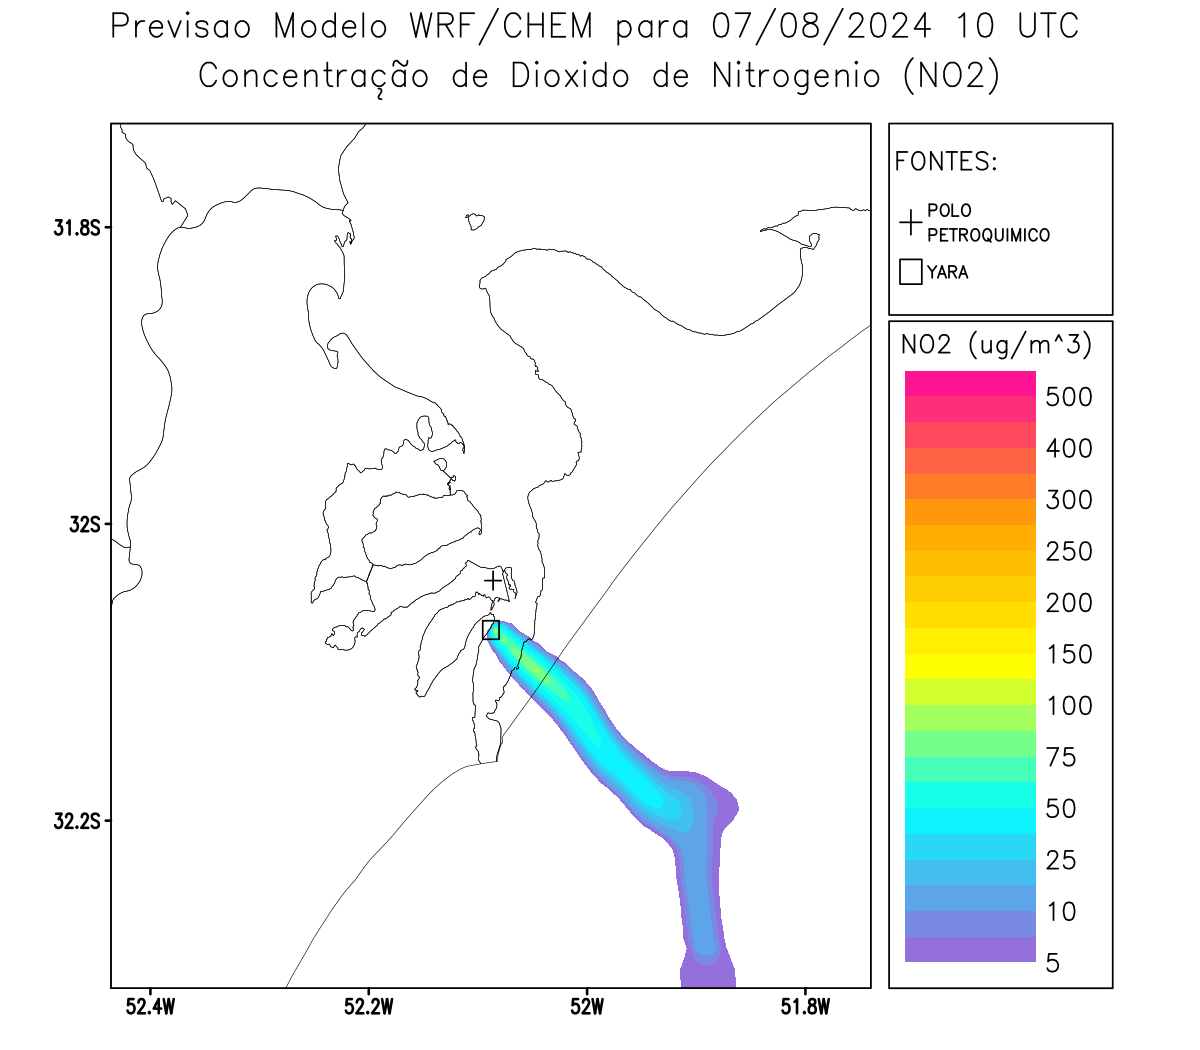 Previsao Modelo WRF/CHEM para 07/08/2024 10 UTC
Concentração de Dioxido de Nitrogenio (NO2)
FONTES:
POLO
PETROQUIMICO
YARA
NO2 (ug/m^3)
500
400
300
250
200
150
100
75
50
25
10
5
31.8S
32S
32.2S
52.4W
52.2W
52W
51.8W